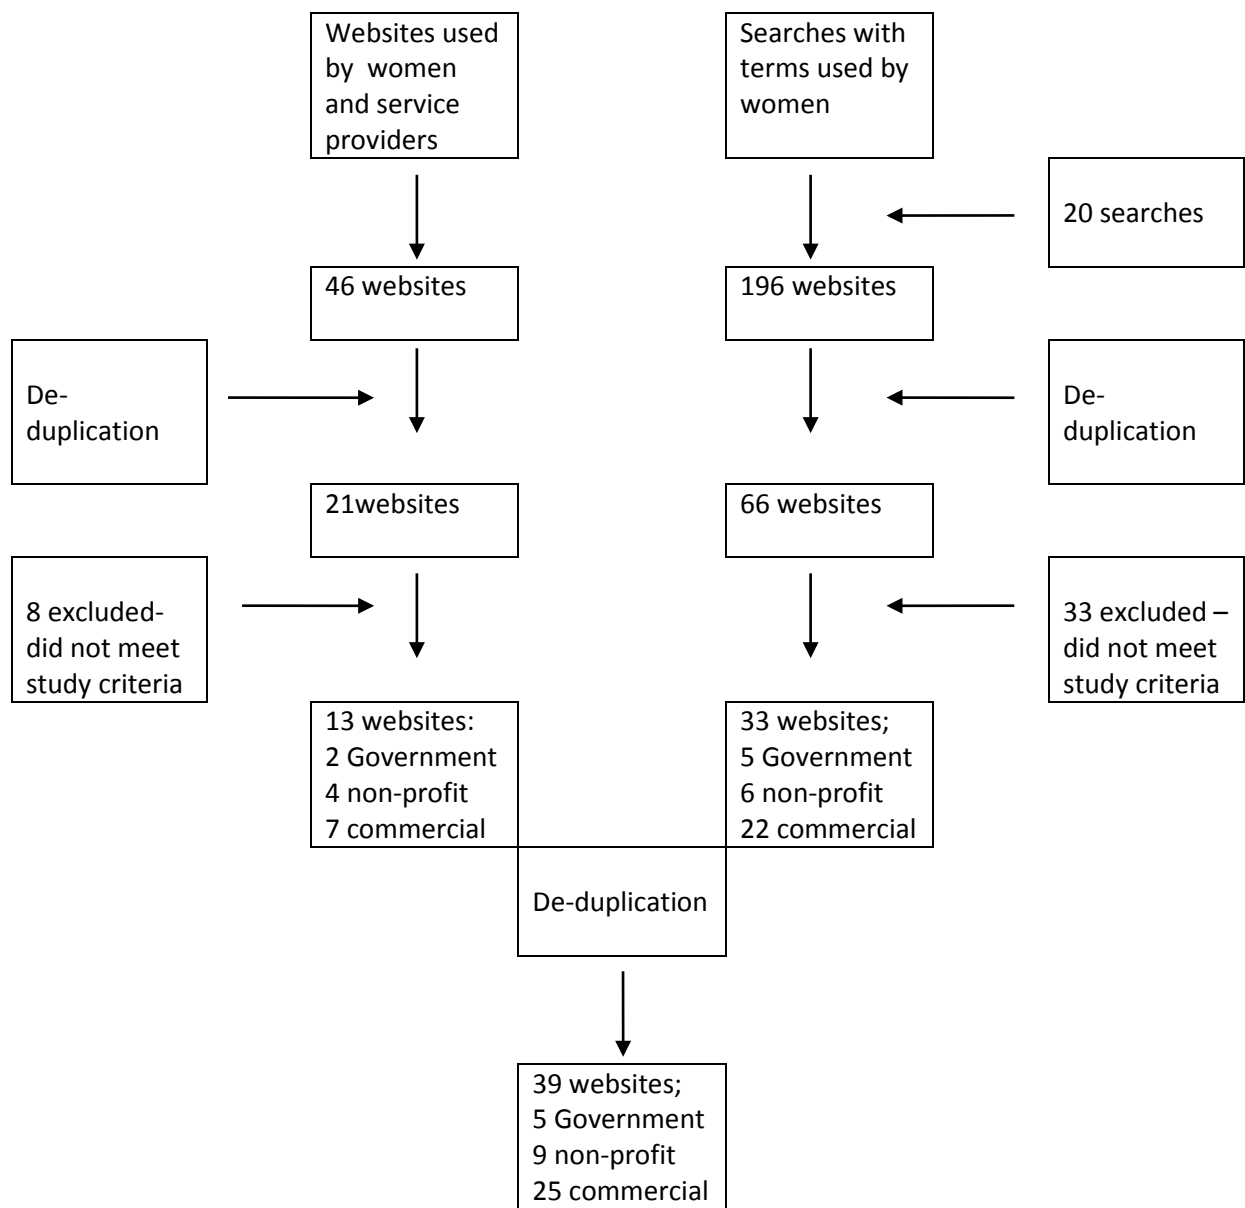 Websites used
by women
and service
providers
Searches with
terms used by
women
20 searches
46 websites
196 websites
De-
duplication
De-
duplication
21websites
66 websites
8 excluded-
did not meet
study criteria
33 excluded –
did not meet
study criteria
13 websites:
2 Government
4 non-profit
7 commercial
33 websites;
5 Government
6 non-profit
22 commercial
De-duplication
39 websites;
5 Government
9 non-profit
25 commercial